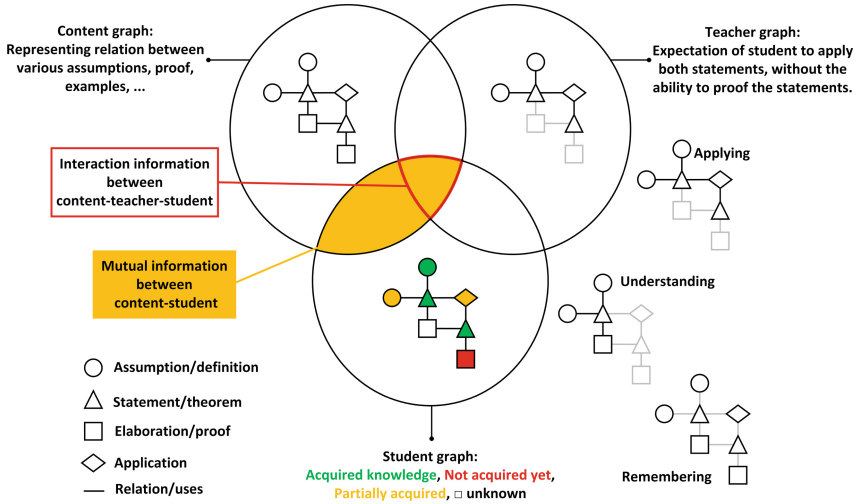 Content graph:
Representing relation between
various assumptions, proof,
examples, ...
Teacher graph:
Expectation of student to apply
both statements, without the
ability to proof the statements.
Interaction information
between
content-teacher-student
Applying
Mutual information
between
content-student
Understanding
Assumption/definition
Statement/theorem
Elaboration/proof
Application
Relation/uses
Remembering
Student graph:
Acquired knowledge, Not acquired yet,
Partially acquired, □ unknown